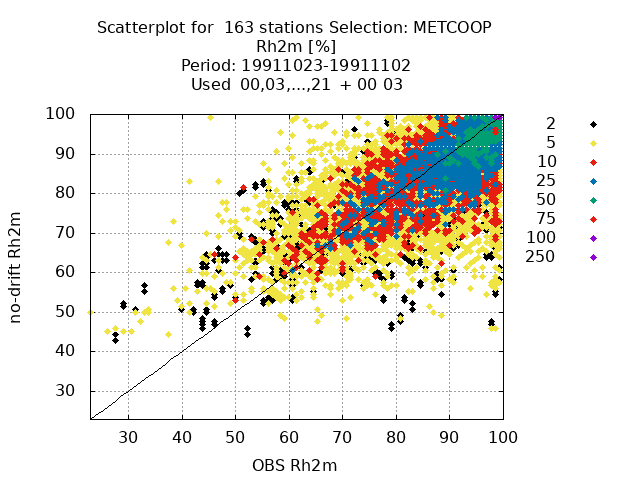 Scatterplot for  163 stations Selection: METCOOP
Rh2m [%]
Period: 19911023-19911102
Used  00,03,...,21  + 00 03
no-drift Rh2m
100
90
80
70
60
50
40
30
30 40 50 60 70 80 90 100
OBS Rh2m
2
5
10
25
50
75
100
250